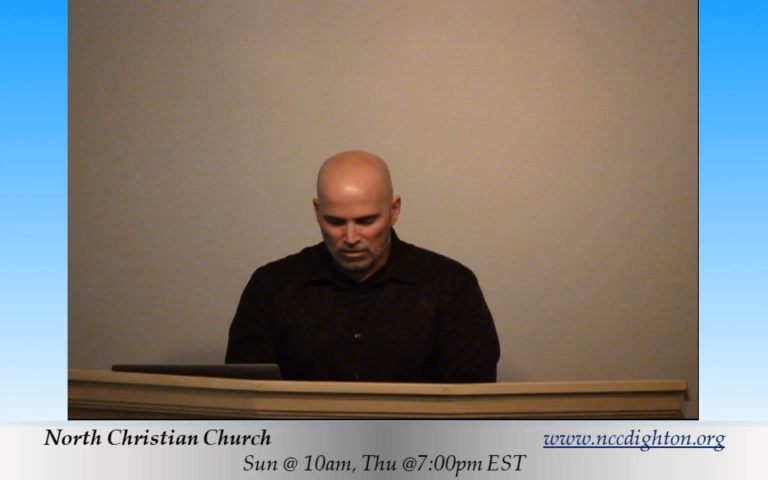 North Christian Church
www.nccdighton.org
Sun @ 10am, Thu @7:00pm EST